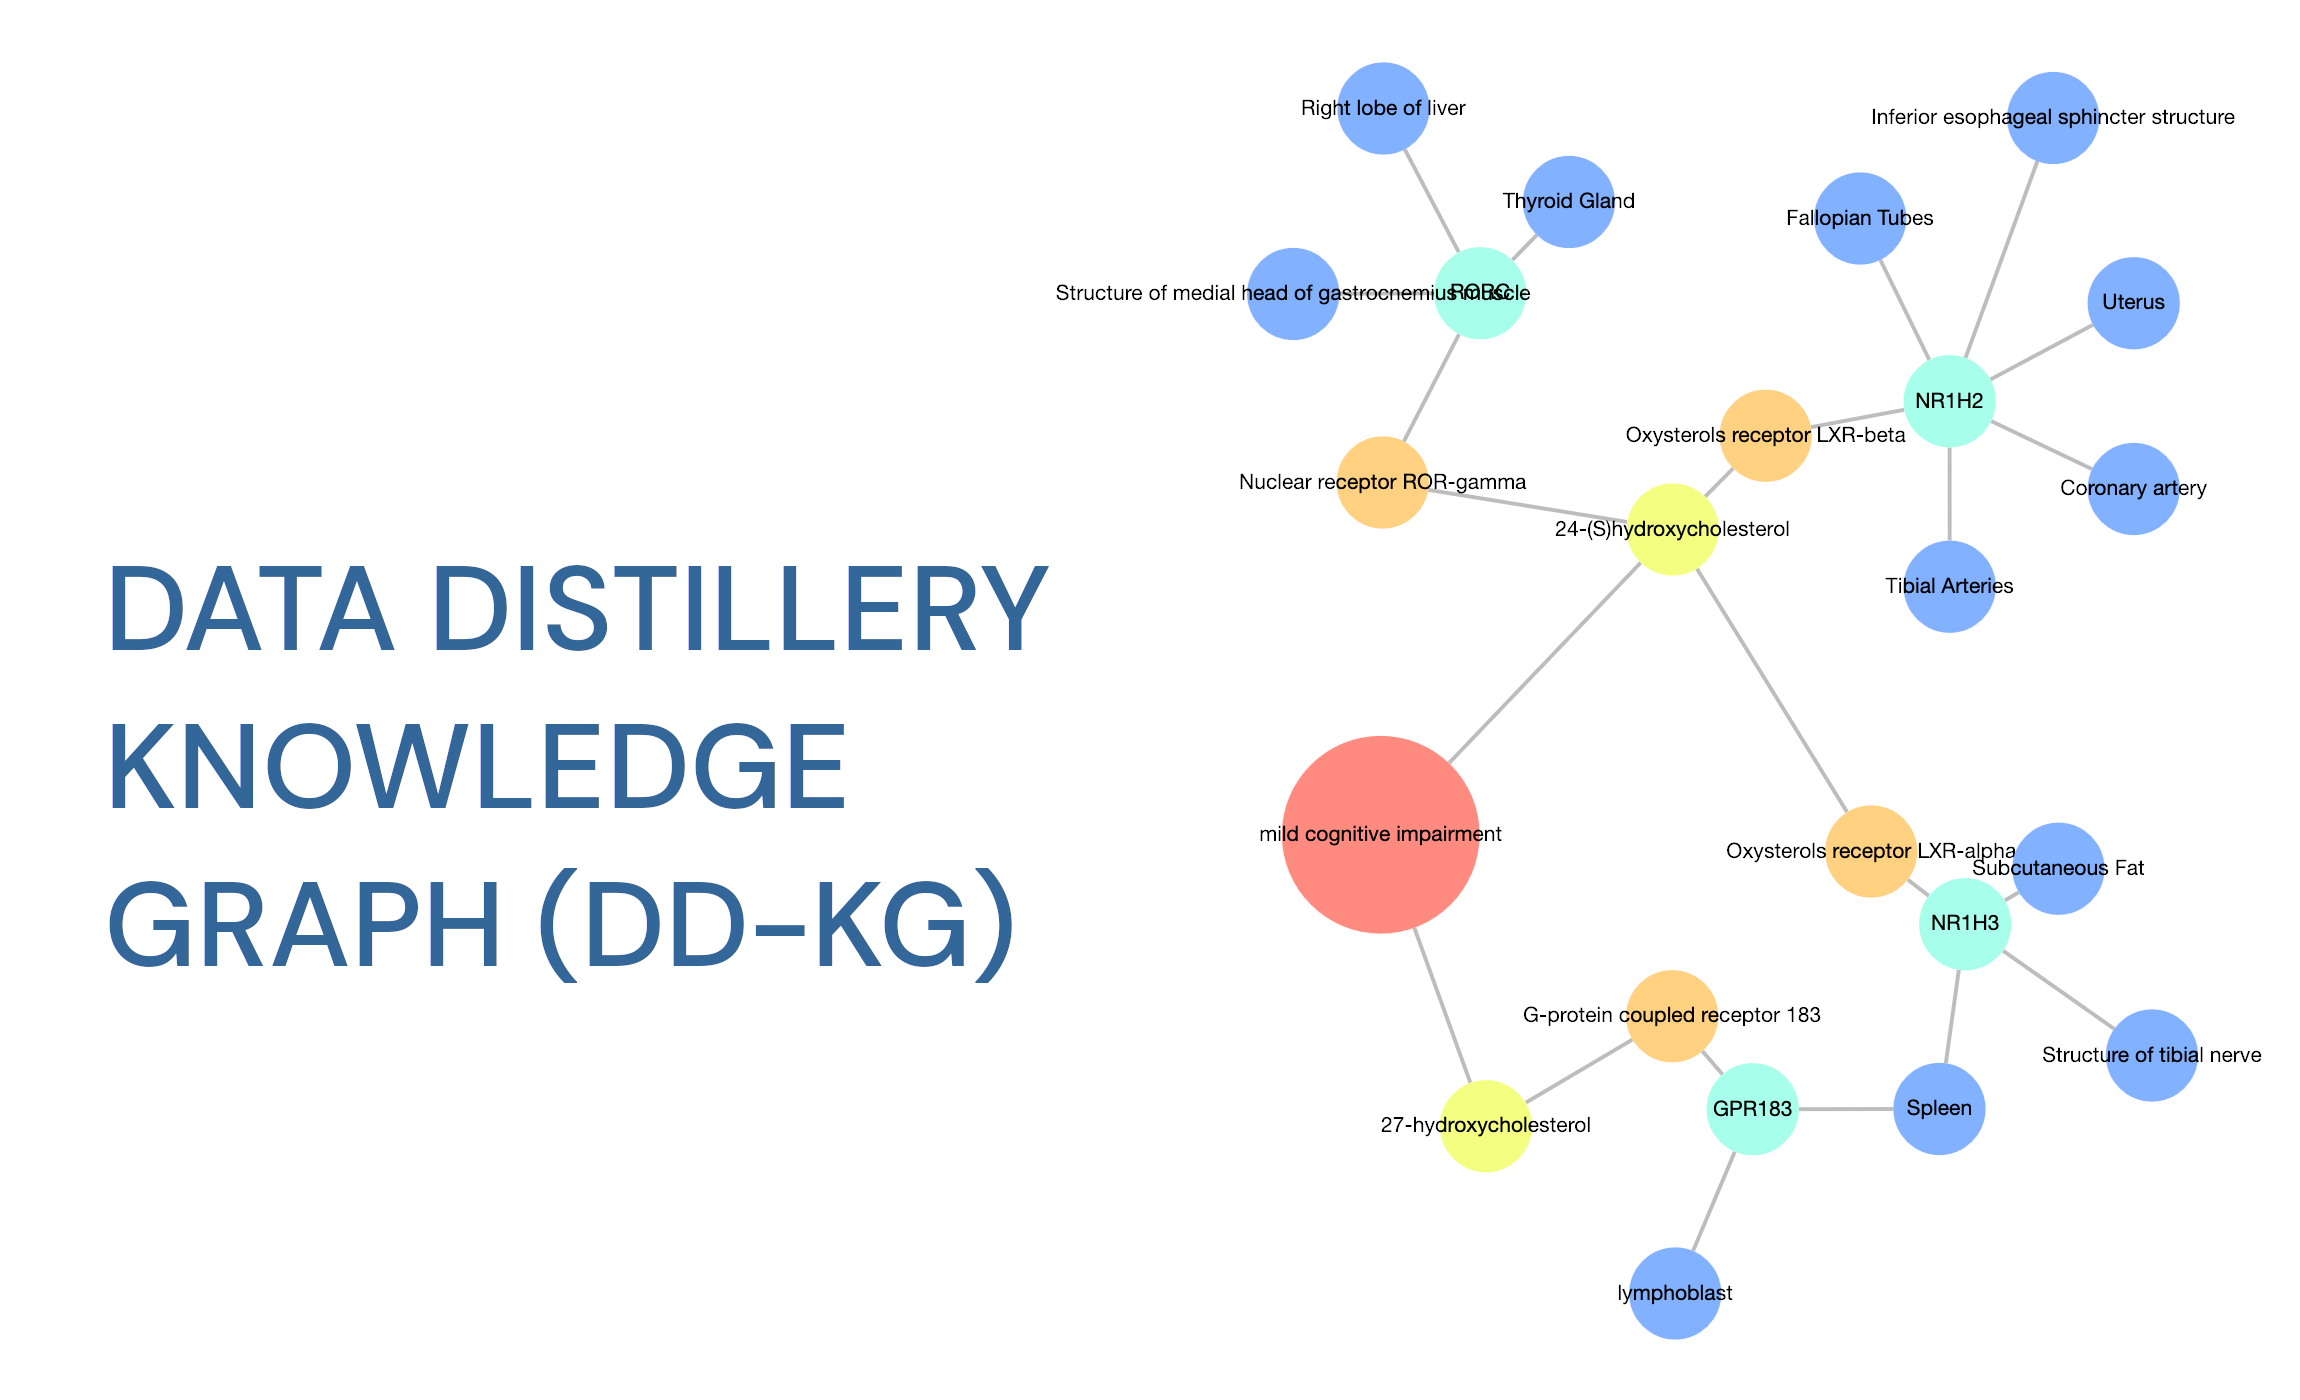 DATA DISTILLERY
KNOWLEDGE
GRAPH (DD-KG)
Right lobe of liver
Inferior esophageal sphincter structure
Thyroid Gland
Fallopian Tubes
Structure of medial head of gastrocnemius muscle
RORC
Uterus
NR1H2
Oxysterols receptor LXR-beta
Nuclear receptor ROR-gamma
Coronary artery
24-(S)hydroxycholesterol
Tibial Arteries
mild cognitive impairment
Oxysterols receptor LXR-alpha
Subcutaneous Fat
NR1H3
G-protein coupled receptor 183
Structure of tibial nerve
GPR183
Spleen
27-hydroxycholesterol
lymphoblast